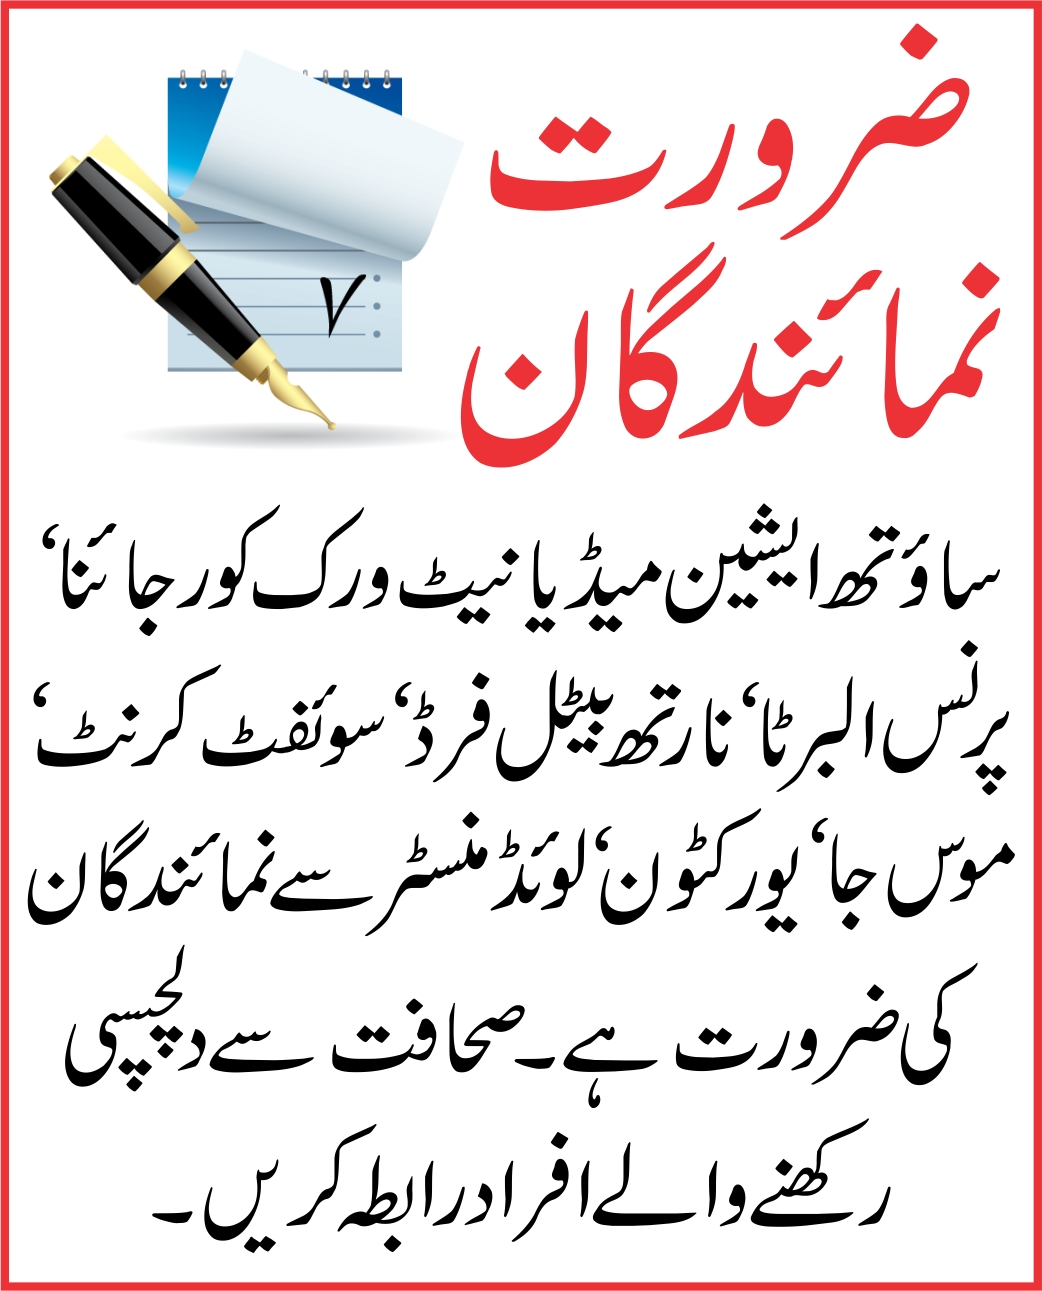 ضرورت
نمائندگان
ساؤتھ ایشین میڈیا نیٹ ورک کو رجائنا‘
پرنس البرٹا‘ نارتھ بیٹل فرڈ‘ سوئفٹ کرنٹ‘
موس جا‘ یورکٹون‘ لوئڈ منسٹر سے نمائندگان
کی ضرورت ہے۔ صحافت سے دلچسپی
رکھنے والے افراد رابطہ کریں۔